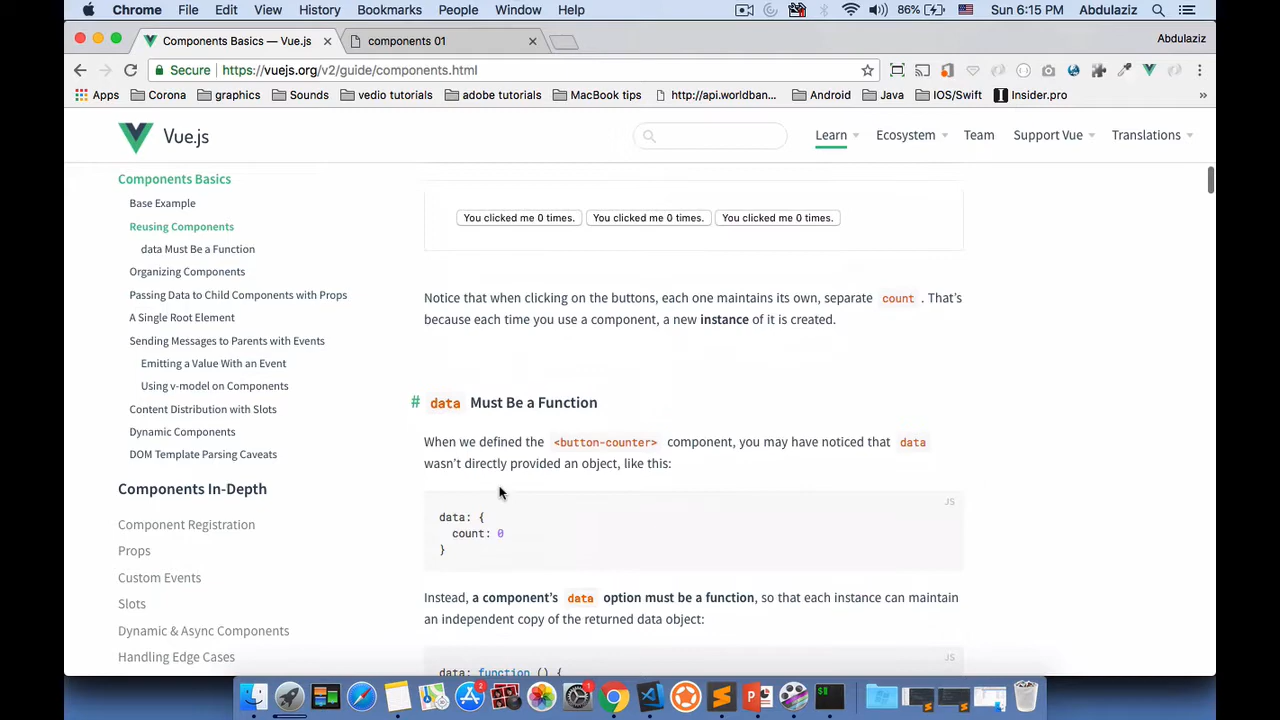 Chrome File Edit View History Bookmarks People Window Help 86% Sun 6:15 PM Abdulaziz
Components Basics — Vue.js components 01 Abdulaziz
Secure https://vuejs.org/v2/guide/components.html
Apps Corona graphics Sounds vedio tutorials adobe tutorials MacBook tips http://api.worldban... Android Java IOS/Swift Insider.pro »
Vue.js Learn Ecosystem Team Support Vue Translations
Components Basics
Base Example
Reusing Components
data Must Be a Function
Organizing Components
Passing Data to Child Components with Props
A Single Root Element
Sending Messages to Parents with Events
Emitting a Value With an Event
Using v-model on Components
Content Distribution with Slots
Dynamic Components
DOM Template Parsing Caveats
Components In-Depth
Component Registration
Props
Custom Events
Slots
Dynamic & Async Components
Handling Edge Cases
You clicked me 0 times. You clicked me 0 times. You clicked me 0 times.
Notice that when clicking on the buttons, each one maintains its own, separate count . That's
because each time you use a component, a new instance of it is created.
# data Must Be a Function
When we defined the <button-counter> component, you may have noticed that data
wasn't directly provided an object, like this:
JS
data: {
count: 0
}
Instead, a component's data option must be a function, so that each instance can maintain
an independent copy of the returned data object:
JS
data: function () {
2
1